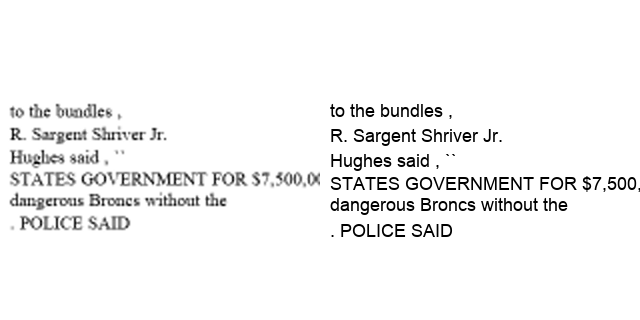 to the bundles ,
R. Sargent Shriver Jr.
Hughes said , ``
STATES GOVERNMENT FOR $7,500,0
dangerous Broncs without the
. POLICE SAID
to the bundles ,
R. Sargent Shriver Jr.
Hughes said , ``
STATES GOVERNMENT FOR $7,500,
dangerous Broncs without the
. POLICE SAID